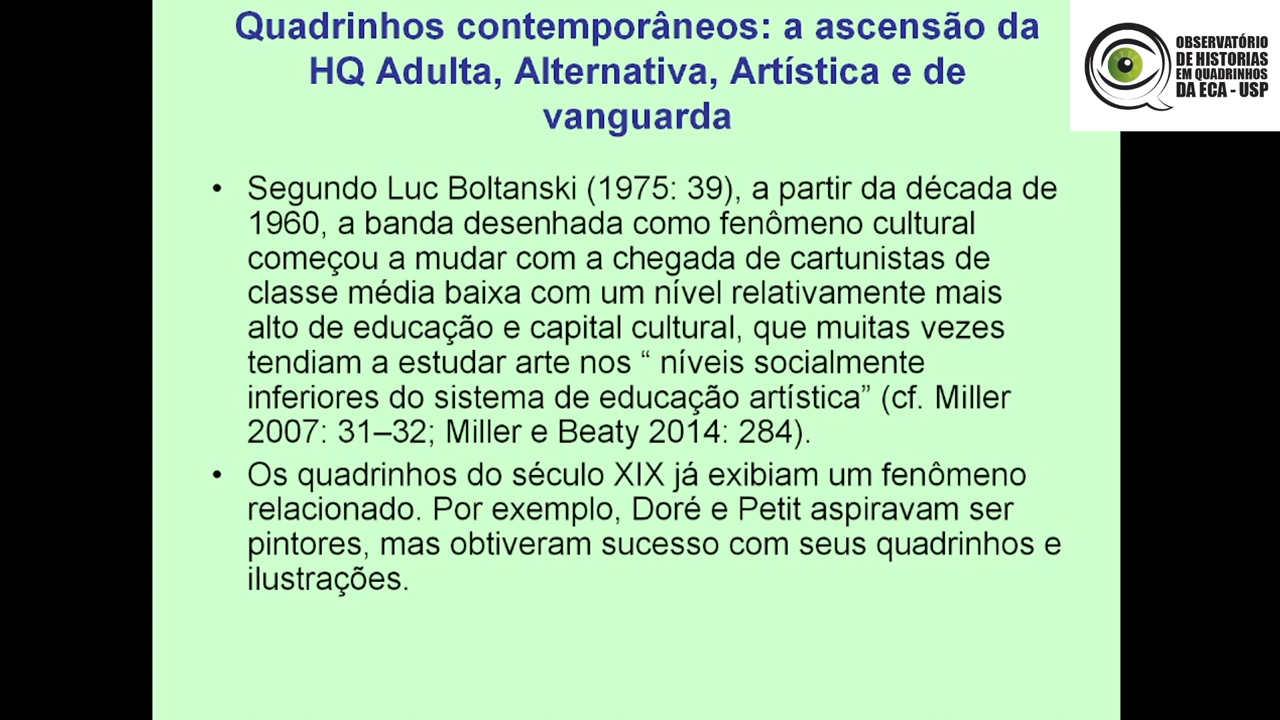 Quadrinhos contemporâneos: a ascensão da
HQ Adulta, Alternativa, Artística e de
vanguarda
OBSERVATÓRIO
DE HISTORIAS
EM QUADRINHOS
DA ECA - USP
• Segundo Luc Boltanski (1975: 39), a partir da década de
1960, a banda desenhada como fenômeno cultural
começou a mudar com a chegada de cartunistas de
classe média baixa com um nível relativamente mais
alto de educação e capital cultural, que muitas vezes
tendiam a estudar arte nos “ níveis socialmente
inferiores do sistema de educação artística” (cf. Miller
2007: 31–32; Miller e Beaty 2014: 284).
• Os quadrinhos do século XIX já exibiam um fenômeno
relacionado. Por exemplo, Doré e Petit aspiravam ser
pintores, mas obtiveram sucesso com seus quadrinhos e
ilustrações.